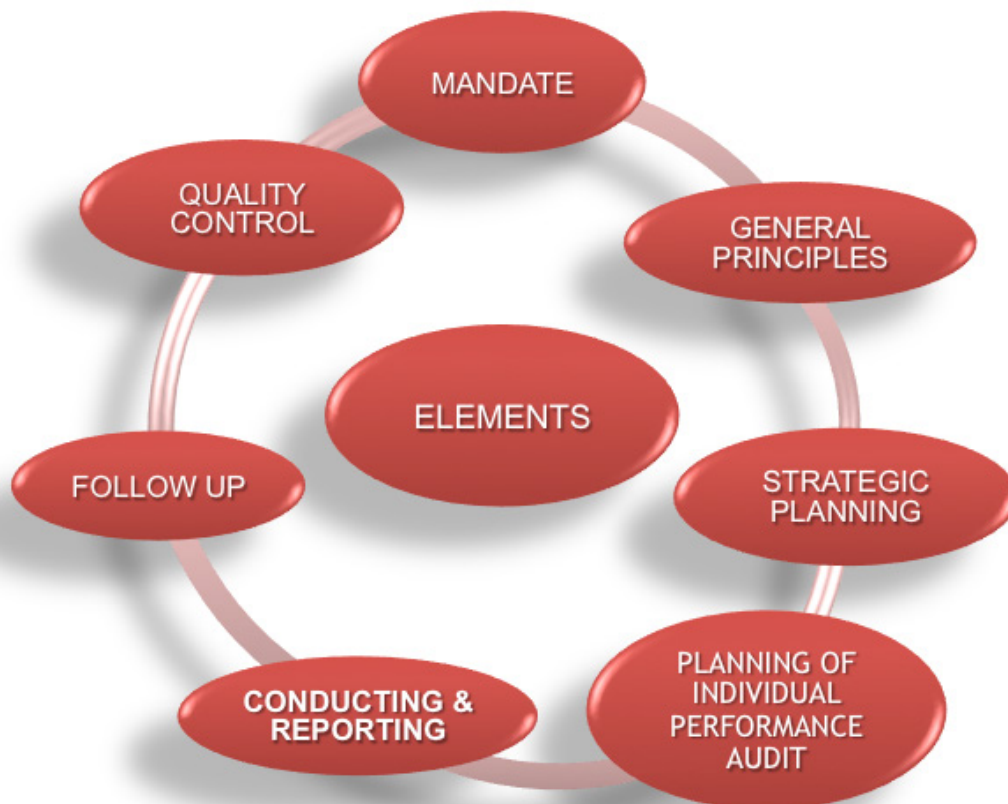 MANDATE
GENERAL
PRINCIPLES
STRATEGIC
PLANNING
PLANNING OF
INDIVIDUAL
PERFORMANCE
AUDIT
CONDUCTING &
REPORTING
FOLLOW UP
QUALITY
CONTROL
ELEMENTS